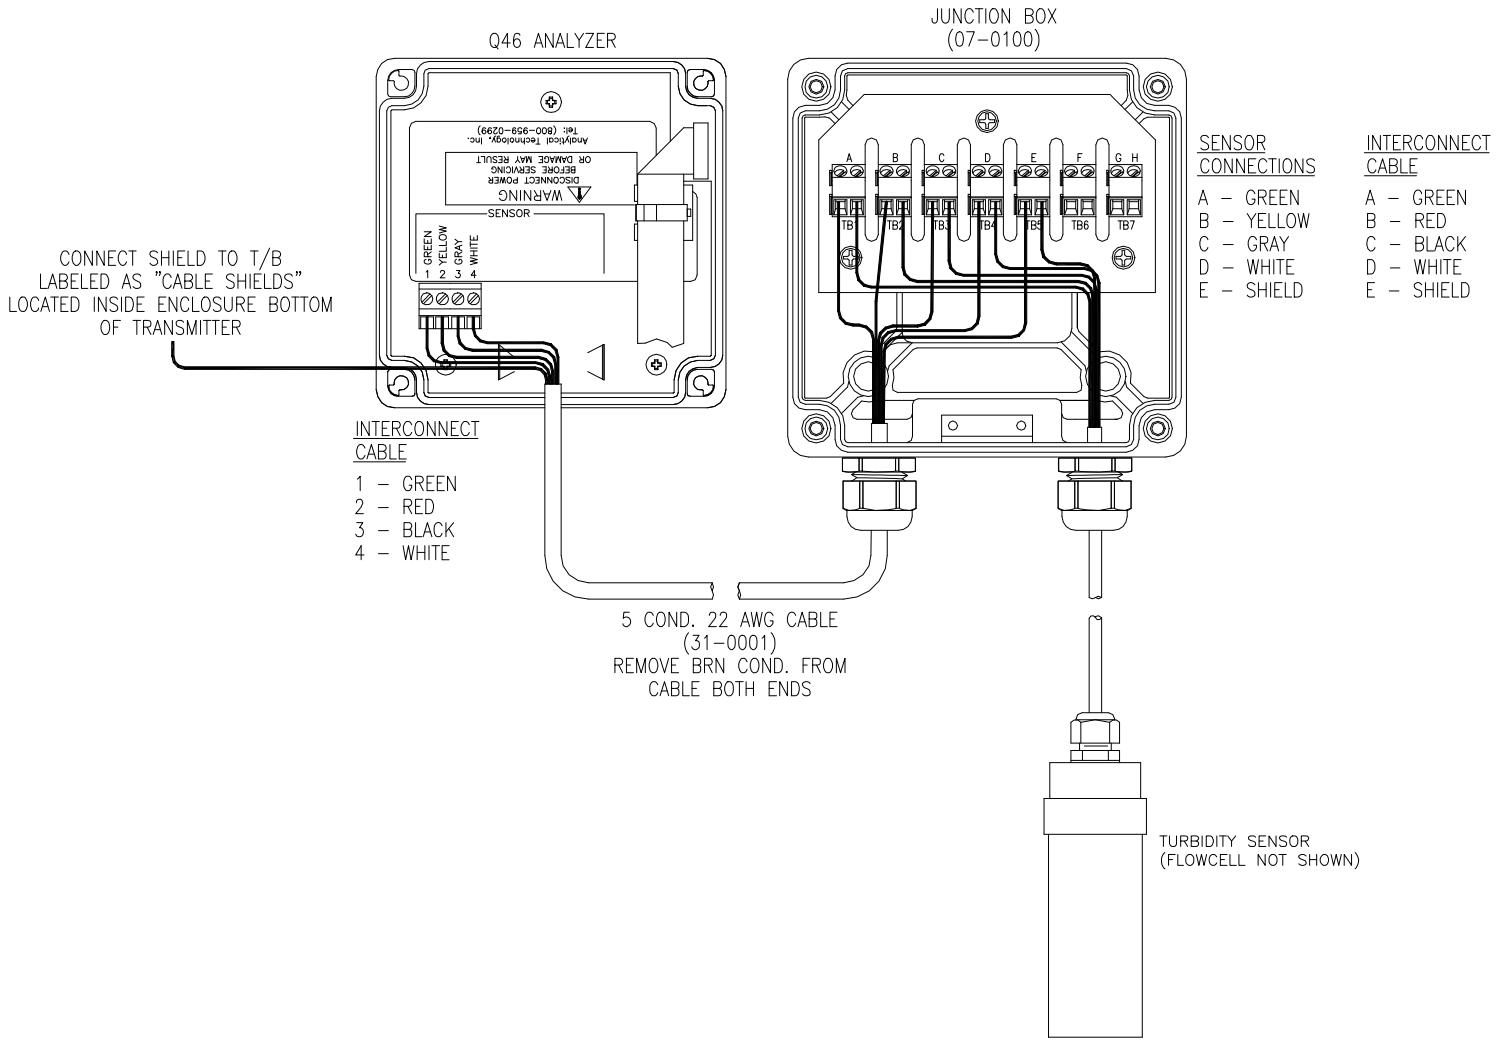 Q46 ANALYZER
JUNCTION BOX
(07-0100)
Analytical Technology, Inc.
Tel: (800-959-0299)
WARNING
DISCONNECT POWER
BEFORE SERVICING
OR DAMAGE MAY RESULT
SENSOR
GREEN
YELLOW
GRAY
WHITE
1 2 3 4
CONNECT SHIELD TO T/B
LABELED AS "CABLE SHIELDS"
LOCATED INSIDE ENCLOSURE BOTTOM
OF TRANSMITTER
INTERCONNECT
CABLE
1 - GREEN
2 - RED
3 - BLACK
4 - WHITE
A B C D E F G H
TB1 TB2 TB3 TB4 TB5 TB6 TB7
SENSOR
CONNECTIONS
A - GREEN
B - YELLOW
C - GRAY
D - WHITE
E - SHIELD
INTERCONNECT
CABLE
A - GREEN
B - RED
C - BLACK
D - WHITE
E - SHIELD
5 COND. 22 AWG CABLE
(31-0001)
REMOVE BRN COND. FROM
CABLE BOTH ENDS
TURBIDITY SENSOR
(FLOWCELL NOT SHOWN)